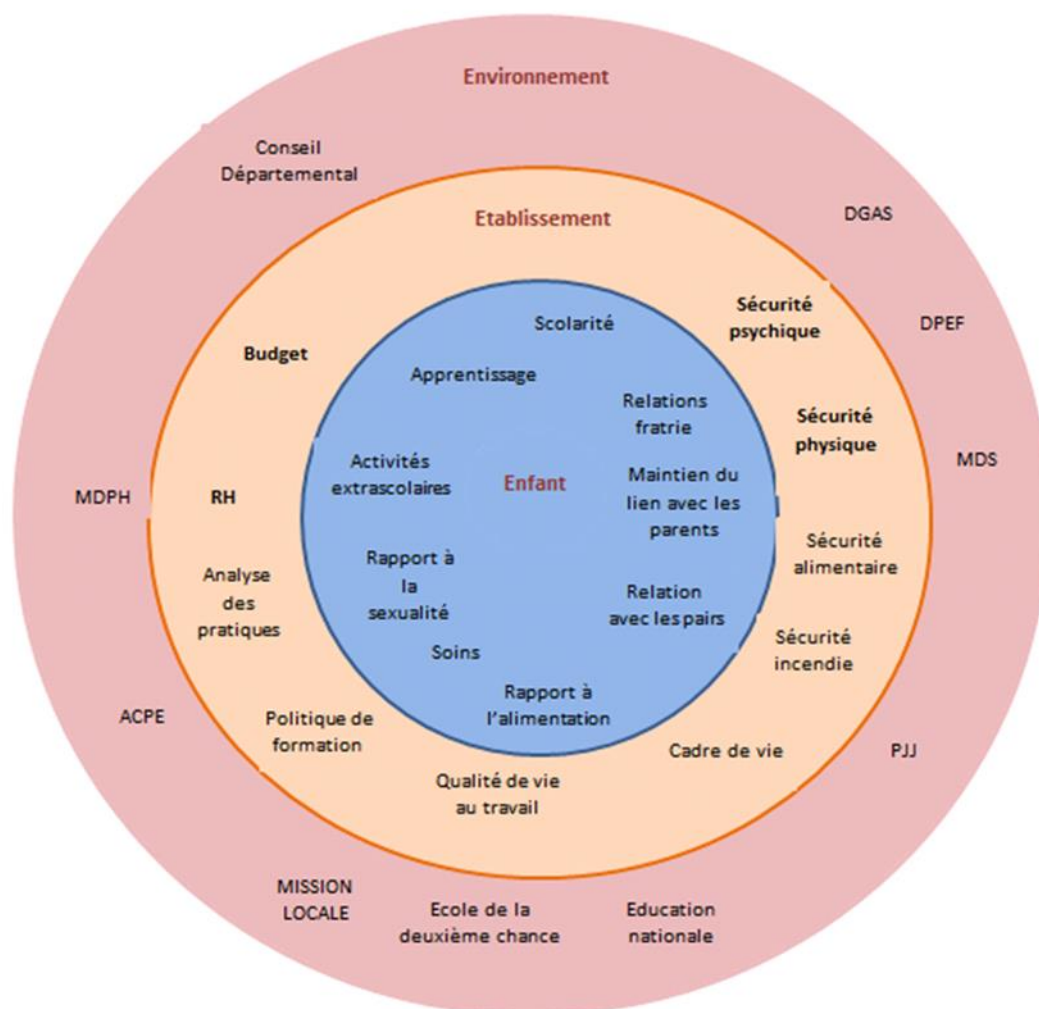 Environnement
Conseil
Départemental
DGAS
DPEF
MDS
PJJ
Education
nationale
Ecole de la
deuxième chance
MISSION
LOCALE
ACPE
MDPH
Etablissement
Sécurité
psychique
Sécurité
physique
Sécurité
alimentaire
Sécurité
incendie
Cadre de vie
Qualité de vie
au travail
Politique de
formation
Analyse
des
pratiques
RH
Budget
Enfant
Scolarité
Apprentissage
Relations
fratrie
Activités
extrascolaires
Maintien du
lien avec les
parents
Rapport à
la
sexualité
Relation
avec les pairs
Soins
Rapport à
l'alimentation